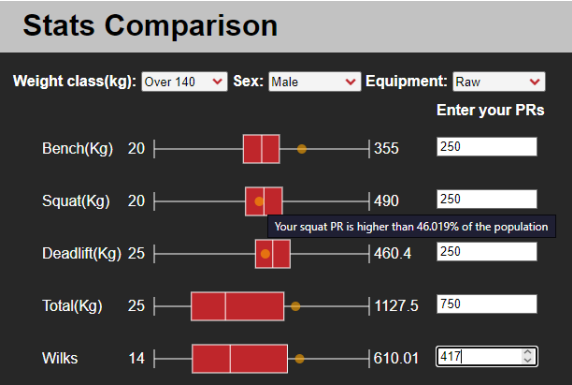 Stats Comparison
Weight class(kg): Over 140 Sex: Male Equipment: Raw
Enter your PRs
Bench(Kg) 20 355 250
Squat(Kg) 20 490 250
Your squat PR is higher than 46.019% of the population
Deadlift(Kg) 25 460.4 250
Total(Kg) 25 1127.5 750
Wilks 14 610.01 417